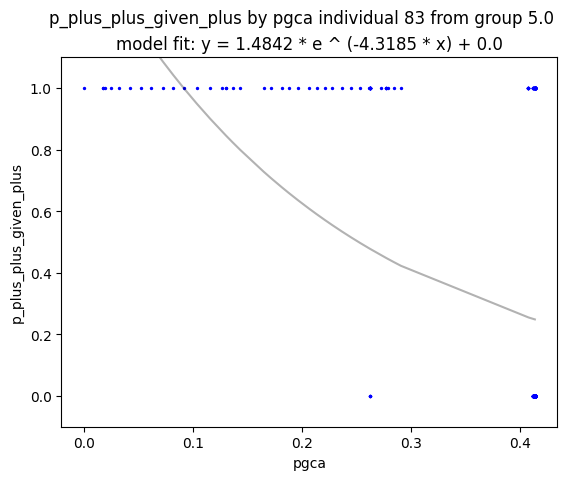 p_plus_plus_given_plus by pgca individual 83 from group 5.0
model fit: y = 1.4842 * e ^ (-4.3185 * x) + 0.0
1.0
0.8
0.6
0.4
0.2
0.0
p_plus_plus_given_plus
0.0 0.1 0.2 0.3 0.4
pgca